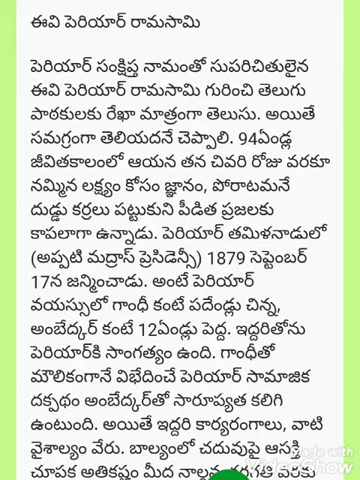 ఈవి పెరియార్ రామసామి
పెరియార్ సంక్షిప్త నామంతో సుపరిచితులైన
ఈవి పెరియార్ రామసామి గురించి తెలుగు
పాఠకులకు రేఖా మాత్రంగా తెలుసు. అయితే
సమగ్రంగా తెలియదనే చెప్పాలి. 94ఏండ్ల
జీవితకాలంలో ఆయన తన చివరి రోజు వరకూ
నమ్మిన లక్ష్యం కోసం జ్ఞానం, పోరాటమనే
దుడ్డు కర్రలు పట్టుకుని పీడిత ప్రజలకు
కాపలాగా ఉన్నాడు. పెరియార్ తమిళనాడులో
(అప్పటి మద్రాస్ ప్రెసిడెన్సీ) 1879 సెప్టెంబర్
17న జన్మించాడు. అంటే పెరియార్
వయస్సులో గాంధీ కంటే పదేండ్లు చిన్న,
అంబేద్కర్ కంటే 12ఏండ్లు పెద్ద. ఇద్దరితోను
పెరియార్‌కి సాంగత్యం ఉంది. గాంధీతో
మౌలికంగానే విభేదించే పెరియార్ సామాజిక
దక్పథం అంబేద్కర్‌తో సారూప్యత కలిగి
ఉంటుంది. అయితే ఇద్దరి కార్యరంగాలు, వాటి
వైశాల్యం వేరు. బాల్యంలో చదువుపై ఆసక్తి
చూపక అతికష్టం మీద నాల్గవ